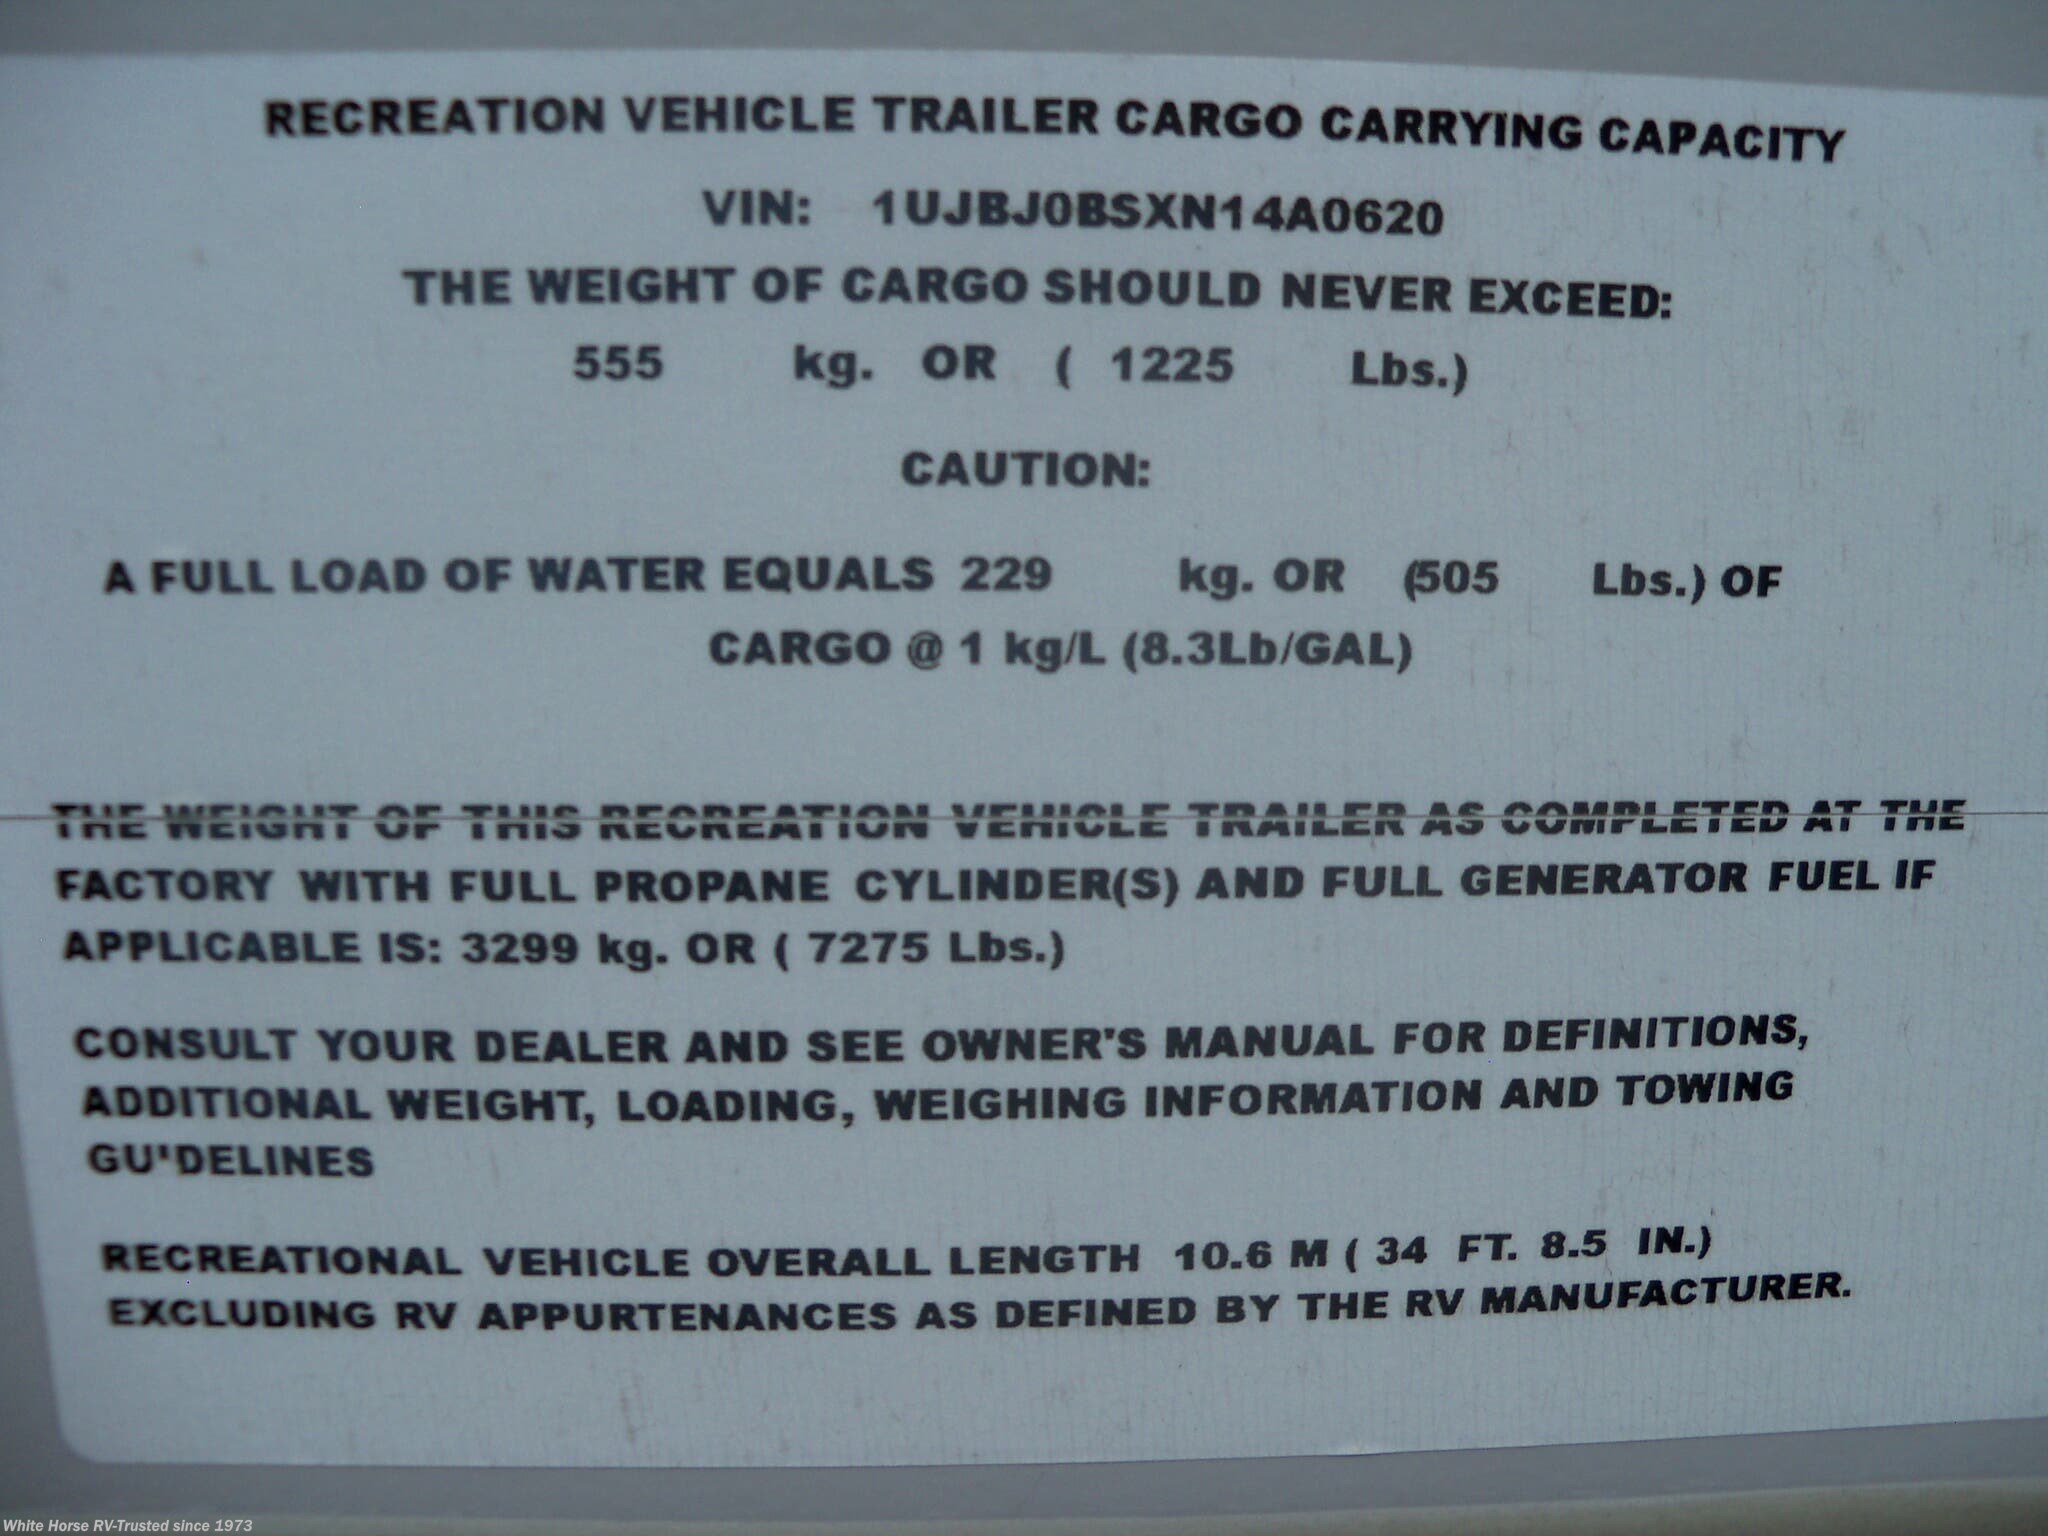 RECREATION VEHICLE TRAILER CARGO CARRYING CAPACITY
VIN: 1UJBJ0BSXN14A0620
THE WEIGHT OF CARGO SHOULD NEVER EXCEED:
555 kg. OR ( 1225 Lbs.)
CAUTION:
A FULL LOAD OF WATER EQUALS 229 kg. OR (505 Lbs.) OF
CARGO @ 1 kg/L (8.3Lb/GAL)
THE WEIGHT OF THIS RECREATION VEHICLE TRAILER AS COMPLETED AT THE
FACTORY WITH FULL PROPANE CYLINDER(S) AND FULL GENERATOR FUEL IF
APPLICABLE IS: 3299 kg. OR ( 7275 Lbs.)
CONSULT YOUR DEALER AND SEE OWNER'S MANUAL FOR DEFINITIONS,
ADDITIONAL WEIGHT, LOADING, WEIGHING INFORMATION AND TOWING
GU'DELINES
RECREATIONAL VEHICLE OVERALL LENGTH 10.6 M ( 34 FT. 8.5 IN.)
EXCLUDING RV APPURTENANCES AS DEFINED BY THE RV MANUFACTURER.
White Horse RV-Trusted since 1973